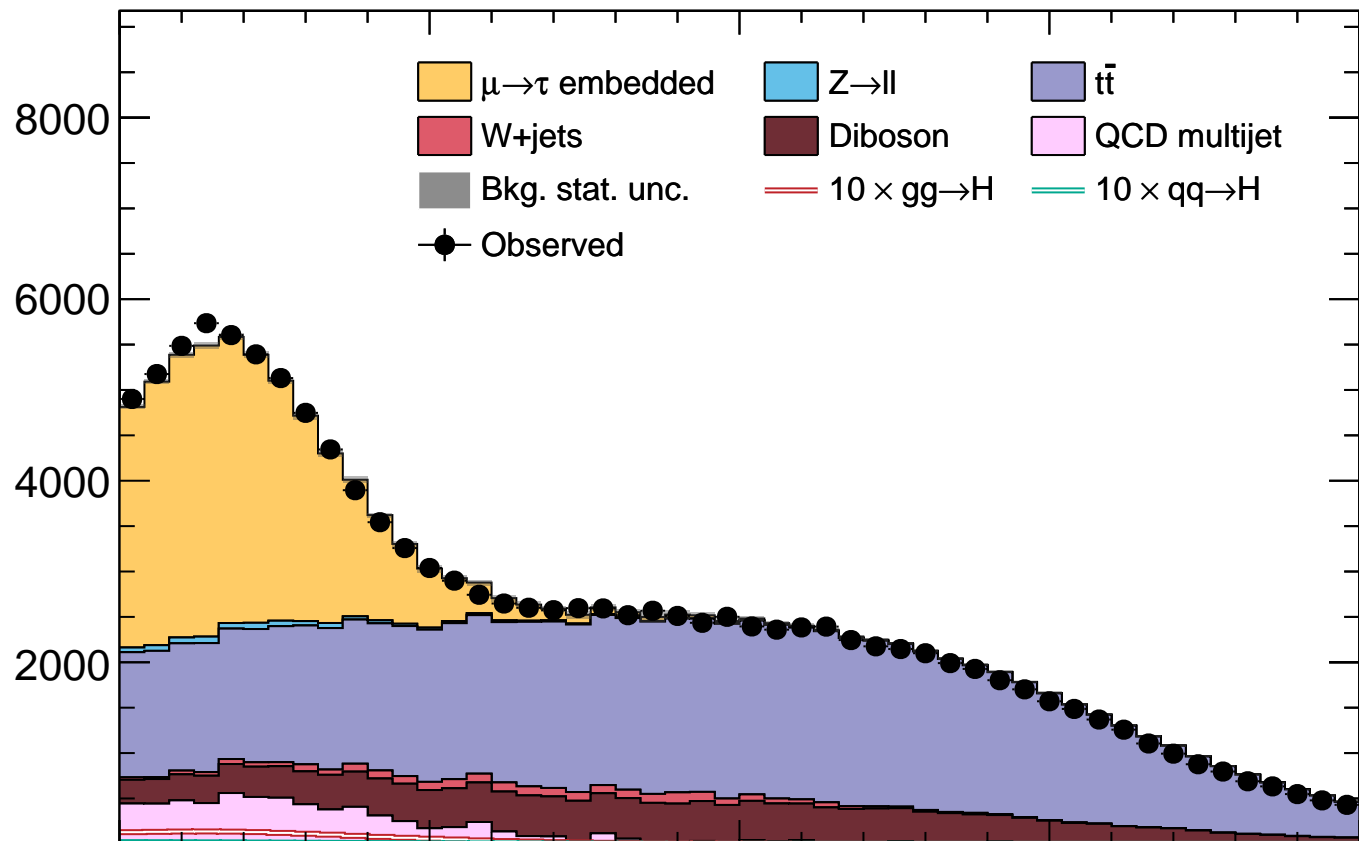 8000
6000
4000
2000
μ→τ embedded Z→ll tt̄
W+jets Diboson QCD multijet
Bkg. stat. unc. 10 × gg→H 10 × qq→H
Observed